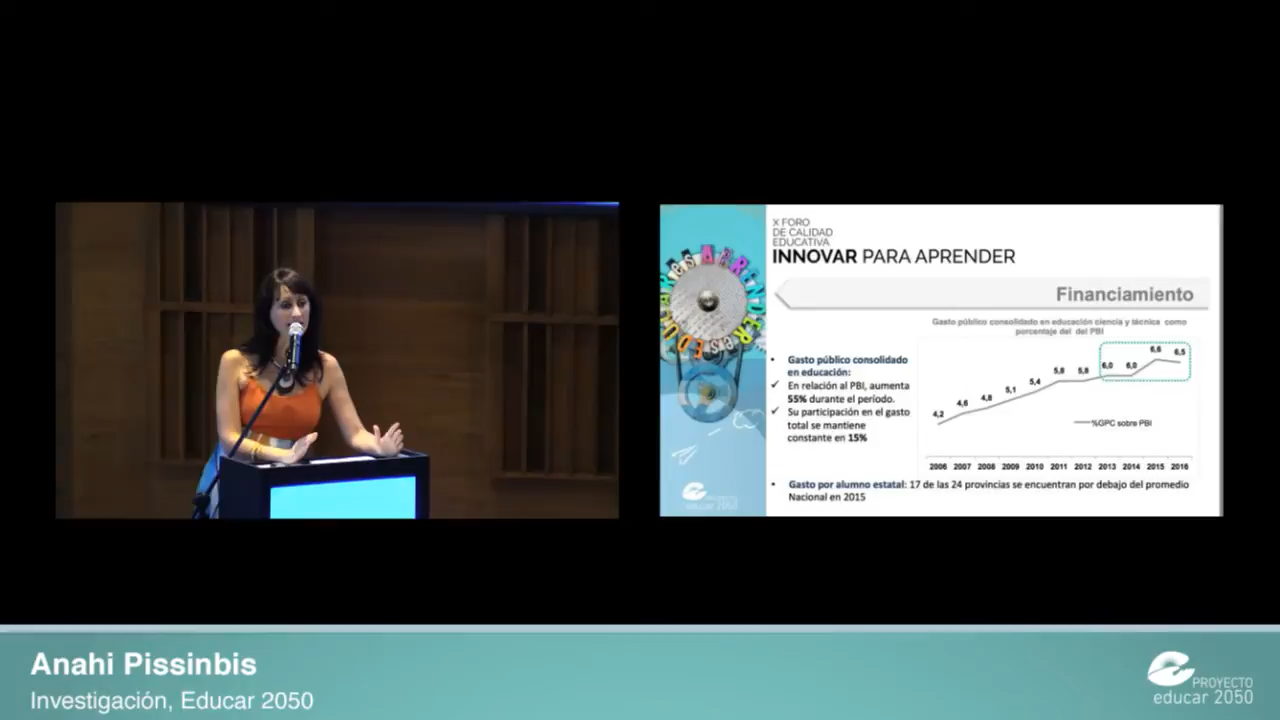 X FORO
DE CALIDAD
EDUCATIVA
INNOVAR PARA APRENDER
Financiamiento
Gasto público consolidado en educación ciencia y técnica como
porcentaje del del PBI
• Gasto público consolidado
en educación:
✓ En relación al PBI, aumenta
55% durante el período.
✓ Su participación en el gasto
total se mantiene
constante en 15%
4,2 4,6 4,8 5,1 5,4 5,8 5,8 6,0 6,0 6,6 6,5
%GPC sobre PBI
2006 2007 2008 2009 2010 2011 2012 2013 2014 2015 2016
• Gasto por alumno estatal: 17 de las 24 provincias se encuentran por debajo del promedio
Nacional en 2015
PROYECTO
educar 2050
Anahi Pissinbis
Investigación, Educar 2050
PROYECTO
educar 2050